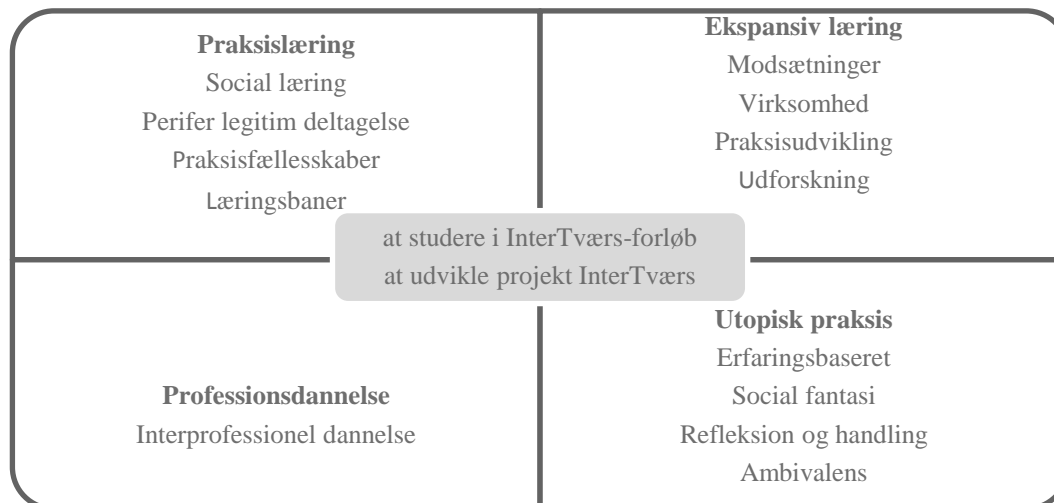 Praksislæring
Social læring
Perifer legitim deltagelse
Praksisfællesskaber
Læringsbaner
Ekspansiv læring
Modsætninger
Virksomhed
Praksisudvikling
Udforskning
at studere i InterTværs-forløb
at udvikle projekt InterTværs
Professionsdannelse
Interprofessionel dannelse
Utopisk praksis
Erfaringsbaseret
Social fantasi
Refleksion og handling
Ambivalens